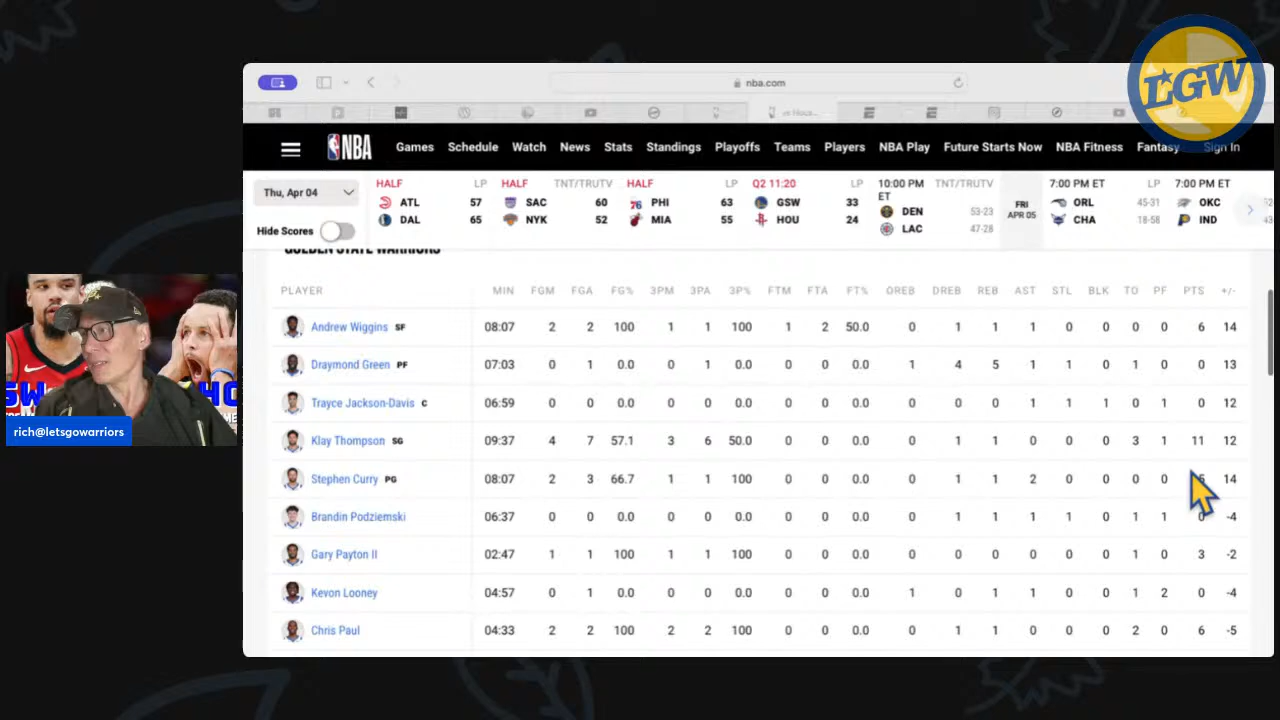 LGW
nba.com
NBA Games Schedule Watch News Stats Standings Playoffs Teams Players NBA Play Future Starts Now NBA Fitness Fantasy Sign In
Thu, Apr 04
Hide Scores
HALF LP
ATL 57
DAL 65
HALF TNT/TRUTV
SAC 60
NYK 52
HALF LP
PHI 63
MIA 55
Q2 11:20 LP
GSW 33
HOU 24
10:00 PM ET TNT/TRUTV
DEN 53-23
LAC 47-28
FRI
APR 05
7:00 PM ET LP
ORL 45-31
CHA 18-58
7:00 PM ET
OKC
IND
GOLDEN STATE WARRIORS
PLAYER MIN FGM FGA FG% 3PM 3PA 3P% FTM FTA FT% OREB DREB REB AST STL BLK TO PF PTS +/-
Andrew Wiggins SF 08:07 2 2 100 1 1 100 1 2 50.0 0 1 1 1 0 0 0 0 6 14
Draymond Green PF 07:03 0 1 0.0 0 1 0.0 0 0 0.0 1 4 5 1 1 0 1 0 0 13
Trayce Jackson-Davis C 06:59 0 0 0.0 0 0 0.0 0 0 0.0 0 0 0 1 1 1 0 1 0 12
Klay Thompson SG 09:37 4 7 57.1 3 6 50.0 0 0 0.0 0 1 1 0 0 0 3 1 11 12
Stephen Curry PG 08:07 2 3 66.7 1 1 100 0 0 0.0 0 1 1 2 0 0 0 0 5 14
Brandin Podziemski 06:37 0 0 0.0 0 0 0.0 0 0 0.0 0 1 1 1 1 0 1 1 0 -4
Gary Payton II 02:47 1 1 100 1 1 100 0 0 0.0 0 0 0 0 0 0 1 0 3 -2
Kevon Looney 04:57 0 1 0.0 0 0 0.0 0 0 0.0 1 0 1 1 0 0 1 2 0 -4
Chris Paul 04:33 2 2 100 2 2 100 0 0 0.0 0 1 1 0 0 0 2 0 6 -5
rich@letsgowarriors